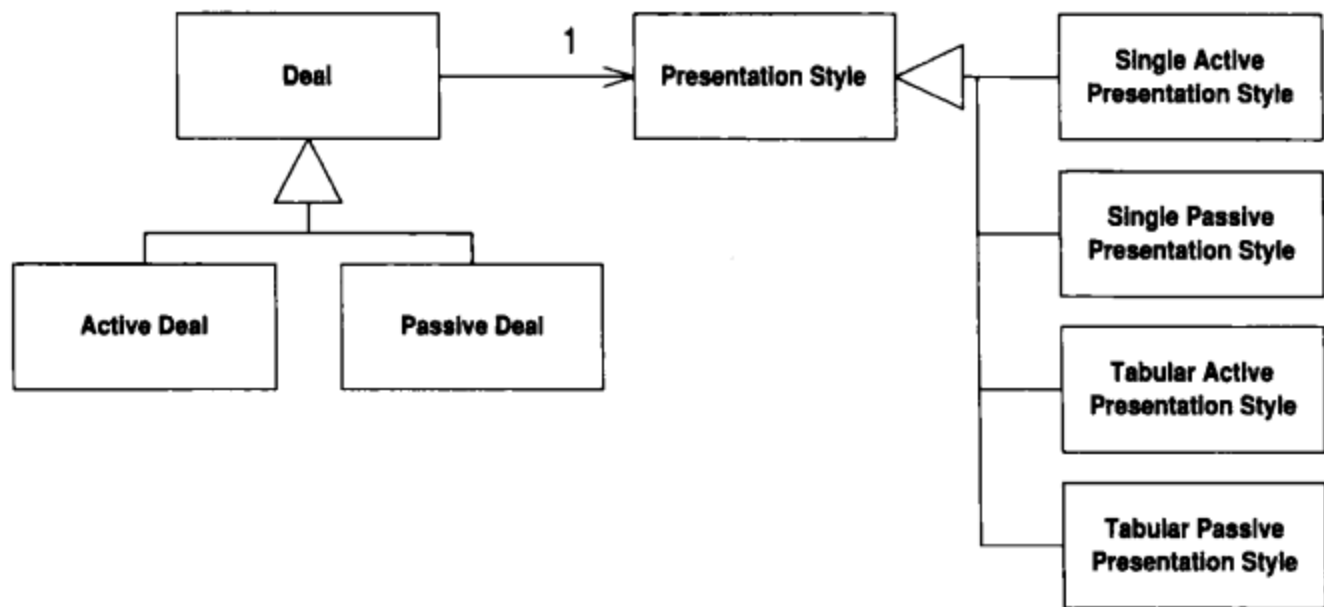 Deal
1
Presentation Style
Single Active
Presentation Style
Single Passive
Presentation Style
Active Deal
Passive Deal
Tabular Active
Presentation Style
Tabular Passive
Presentation Style